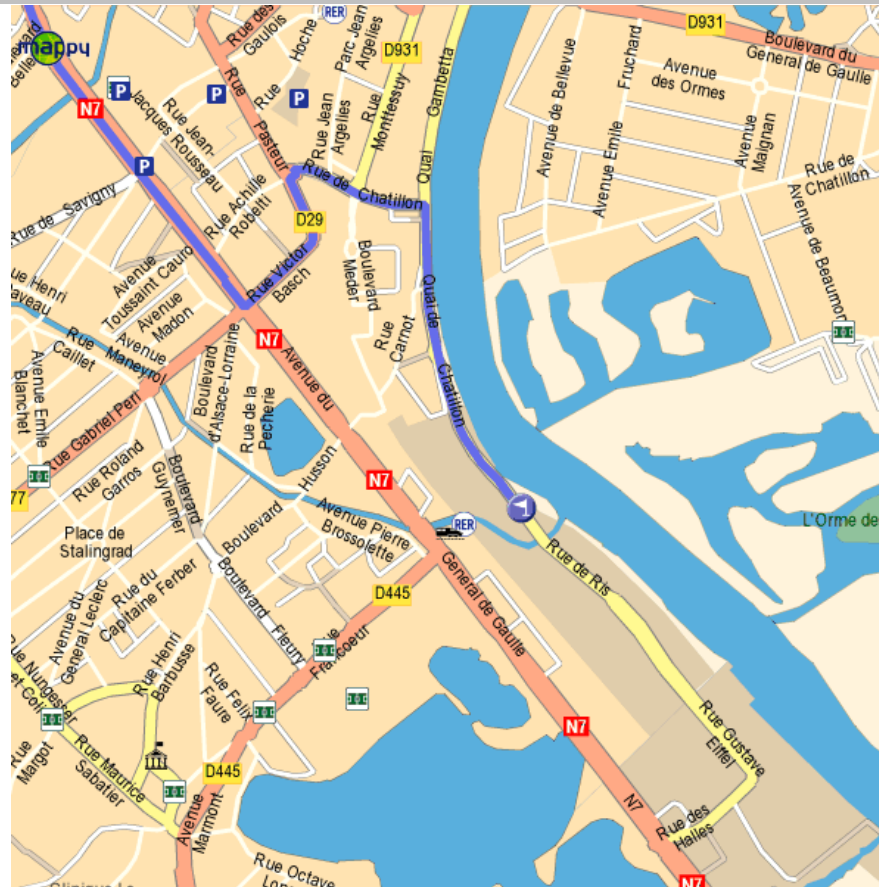 mappy
Belle
N7
P
P
P
P
Jacques Rousseau
Rue Jean-
Rue des
Gaulois
RER
Rue
Pasteur
Rue
Hoche
Parc Jean
Argelies
Rue Jean
Argelies
D931
Rue
Monttessuy
Quai
Gambetta
D931
Boulevard du
General de Gaulle
Avenue
des Ormes
Fruchard
Avenue Emile
Avenue de Bellevue
Avenue
Maignan
Rue de
Chatillon
Avenue de Beaumont
Rue de Savigny
Rue Achille
Robelti
Rue de
Chatillon
D29
Rue Victor
Basch
Boulevard
Meder
Rue
Carnot
Quai de
Chatillon
Rue Henri
Avenue
Toussaint Cauro
Avenue
Madon
Avenue
Rue Maneyrol
Rue
Caillet
Avenue Emile
Blanchet
Rue Gabriel Peri
77
Boulevard
d'Alsace-Lorraine
Rue de la
Pecherie
N7
Avenue du
Rue Roland
Garros
Boulevard
Guynemer
Boulevard
Husson
N7
RER
Avenue Pierre
Brossolette
L'Orme de
Place de
Stalingrad
Rue de Ris
General de Gaulle
D445
Rue du
Capitaine Ferber
Avenue du
General Leclerc
Boulevard Fleury
Francoeur
Rue Henri
Barbusse
Rue Nungesser
et Coli
Rue Felix
Faure
Rue
Margot
Rue Maurice
Sabatier
D445
Avenue
Marmont
Rue Octave
N7
N7
Rue Gustave
Eiffel
Rue des
Halles
N7